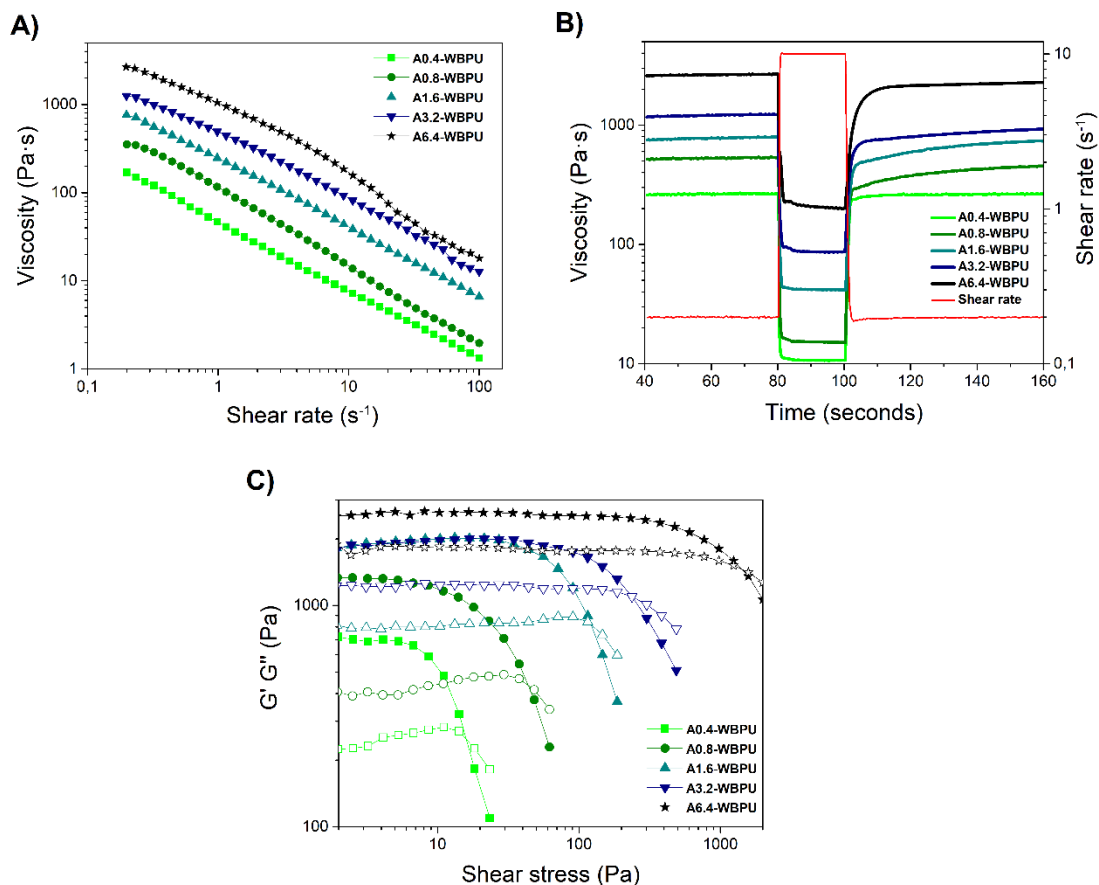 A)
Viscosity (Pa·s)
1000
100
10
1
0,1
1
10
100
Shear rate (s⁻¹)
A0.4-WBPU
A0.8-WBPU
A1.6-WBPU
A3.2-WBPU
A6.4-WBPU
B)
Viscosity (Pa·s)
1000
100
10
40
60
80
100
120
140
160
Time (seconds)
10
1
0,1
Shear rate (s⁻¹)
A0.4-WBPU
A0.8-WBPU
A1.6-WBPU
A3.2-WBPU
A6.4-WBPU
Shear rate
C)
G' G'' (Pa)
1000
100
10
100
1000
Shear stress (Pa)
A0.4-WBPU
A0.8-WBPU
A1.6-WBPU
A3.2-WBPU
A6.4-WBPU